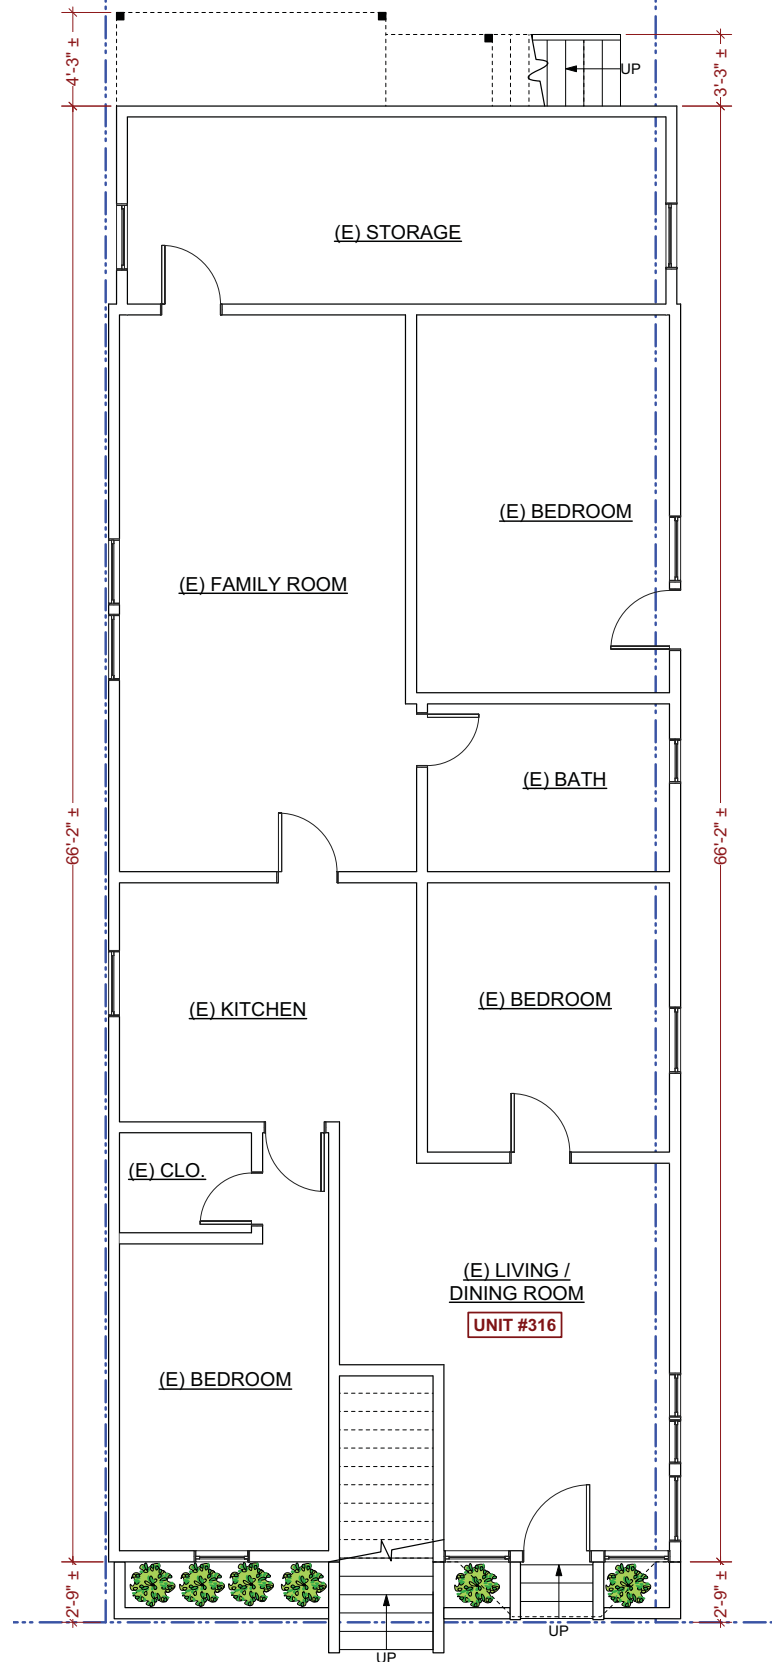 4'-3" ±
3'-3" ±
UP
(E) STORAGE
(E) BEDROOM
(E) FAMILY ROOM
(E) BATH
66'-2" ±
66'-2" ±
(E) BEDROOM
(E) KITCHEN
(E) CLO.
(E) LIVING /
DINING ROOM
UNIT #316
(E) BEDROOM
2'-9" ±
2'-9" ±
UP
UP